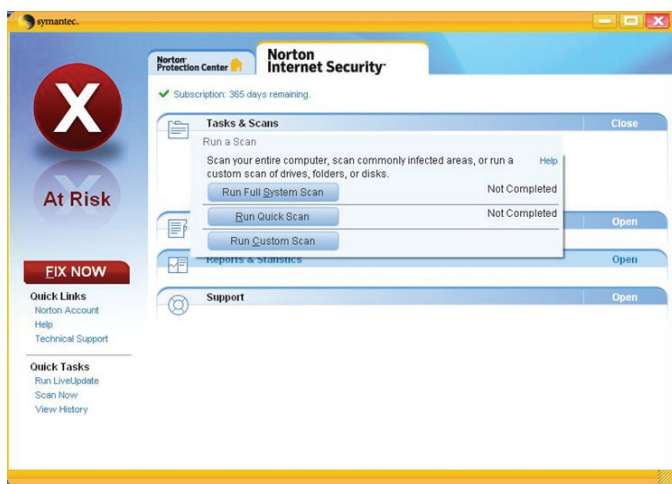 symantec.
Norton Protection Center
Norton Internet Security
Subscription: 365 days remaining.
X
At Risk
FIX NOW
Quick Links
Norton Account
Help
Technical Support
Quick Tasks
Run LiveUpdate
Scan Now
View History
Tasks & Scans Close
Run a Scan
Scan your entire computer, scan commonly infected areas, or run a Help
custom scan of drives, folders, or disks.
Run Full System Scan Not Completed
Run Quick Scan Not Completed
Run Custom Scan
Open
Reports & Statistics Open
Support Open